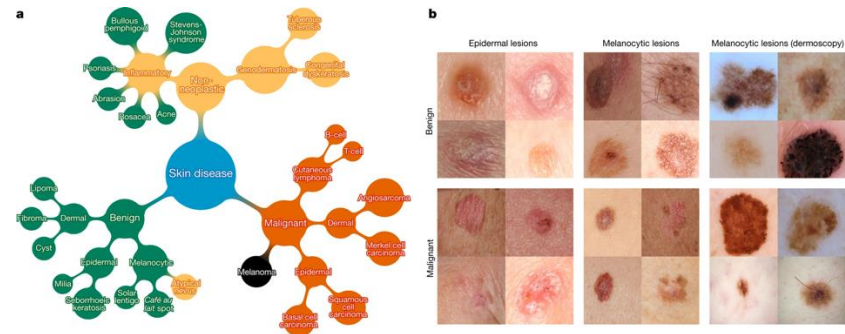 a
Bullous
pemphigoid
Stevens-
Johnson
syndrome
Tuberous
sclerosis
Psoriasis
Inflammatory
Non-
neoplastic
Genodermatosis
Congenital
dyskeratosis
Abrasion
Rosacea
Acne
B-cell
T-cell
Cutaneous
lymphoma
Skin disease
Lipoma
Angiosarcoma
Fibroma
Dermal
Benign
Malignant
Dermal
Cyst
Merkel cell
carcinoma
Epidermal
Melanocytic
Melanoma
Epidermal
Milia
Atypical
nevus
Seborrhoeic
keratosis
Solar
lentigo
Café au
lait spot
Squamous
cell
carcinoma
Basal cell
carcinoma
b
Epidermal lesions
Melanocytic lesions
Melanocytic lesions (dermoscopy)
Benign
Malignant